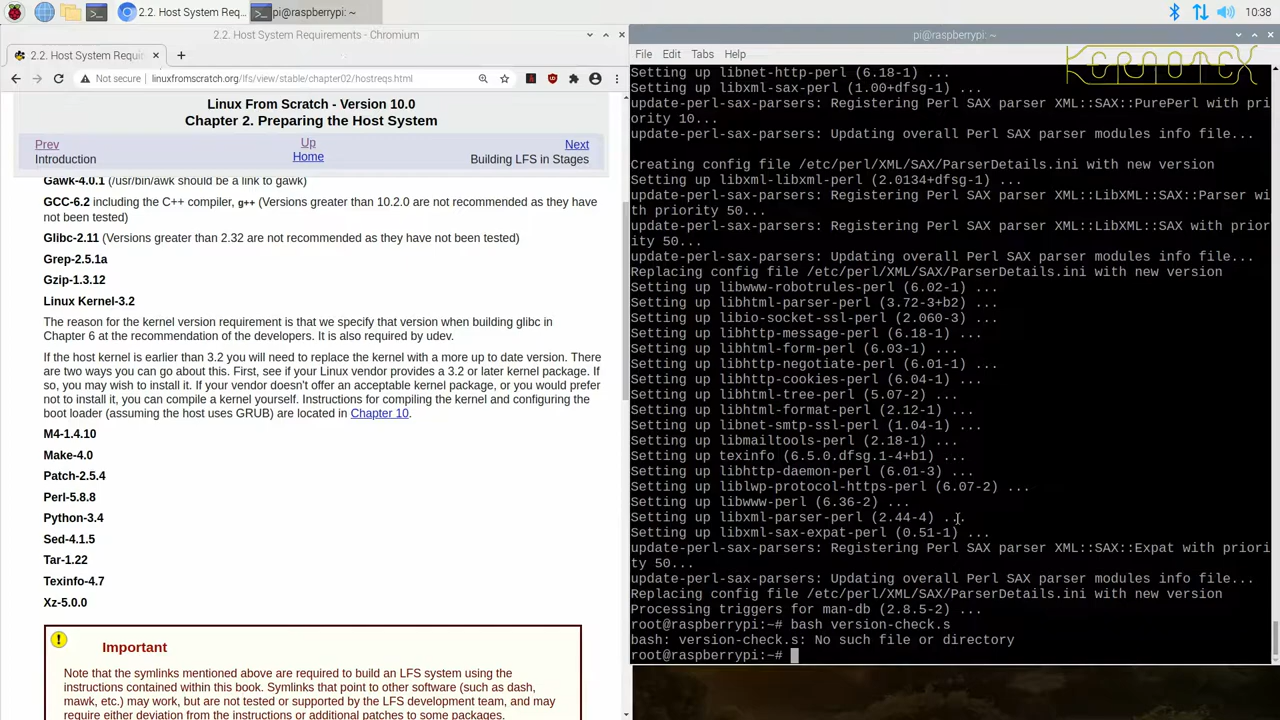 2.2. Host System Req...
pi@raspberrypi: ~
10:38
2.2. Host System Requirements - Chromium
2.2. Host System Requir
Not secure
linuxfromscratch.org/lfs/view/stable/chapter02/hostreqs.html
Linux From Scratch - Version 10.0
Chapter 2. Preparing the Host System
Prev
Up
Next
Introduction
Home
Building LFS in Stages
Gawk-4.0.1 (/usr/bin/awk should be a link to gawk)
GCC-6.2 including the C++ compiler, g++ (Versions greater than 10.2.0 are not recommended as they have
not been tested)
Glibc-2.11 (Versions greater than 2.32 are not recommended as they have not been tested)
Grep-2.5.1a
Gzip-1.3.12
Linux Kernel-3.2
The reason for the kernel version requirement is that we specify that version when building glibc in
Chapter 6 at the recommendation of the developers. It is also required by udev.
If the host kernel is earlier than 3.2 you will need to replace the kernel with a more up to date version. There
are two ways you can go about this. First, see if your Linux vendor provides a 3.2 or later kernel package. If
so, you may wish to install it. If your vendor doesn't offer an acceptable kernel package, or you would prefer
not to install it, you can compile a kernel yourself. Instructions for compiling the kernel and configuring the
boot loader (assuming the host uses GRUB) are located in Chapter 10.
M4-1.4.10
Make-4.0
Patch-2.5.4
Perl-5.8.8
Python-3.4
Sed-4.1.5
Tar-1.22
Texinfo-4.7
Xz-5.0.0
Important
Note that the symlinks mentioned above are required to build an LFS system using the
instructions contained within this book. Symlinks that point to other software (such as dash,
mawk, etc.) may work, but are not tested or supported by the LFS development team, and may
require either deviation from the instructions or additional patches to some packages.
pi@raspberrypi: ~
File Edit Tabs Help
Setting up libnet-http-perl (6.18-1) ...
Setting up libxml-sax-perl (1.00+dfsg-1) ...
update-perl-sax-parsers: Registering Perl SAX parser XML::SAX::PurePerl with pri
ority 10...
update-perl-sax-parsers: Updating overall Perl SAX parser modules info file...
Creating config file /etc/perl/XML/SAX/ParserDetails.ini with new version
Setting up libxml-libxml-perl (2.0134+dfsg-1) ...
update-perl-sax-parsers: Registering Perl SAX parser XML::LibXML::SAX::Parser wi
th priority 50...
update-perl-sax-parsers: Registering Perl SAX parser XML::LibXML::SAX with prior
ity 50...
update-perl-sax-parsers: Updating overall Perl SAX parser modules info file...
Replacing config file /etc/perl/XML/SAX/ParserDetails.ini with new version
Setting up libwww-robotrules-perl (6.02-1) ...
Setting up libhtml-parser-perl (3.72-3+b2) ...
Setting up libio-socket-ssl-perl (2.060-3) ...
Setting up libhttp-message-perl (6.18-1) ...
Setting up libhtml-form-perl (6.03-1) ...
Setting up libhttp-negotiate-perl (6.01-1) ...
Setting up libhttp-cookies-perl (6.04-1) ...
Setting up libhtml-tree-perl (5.07-2) ...
Setting up libhtml-format-perl (2.12-1) ...
Setting up libnet-smtp-ssl-perl (1.04-1) ...
Setting up libmailtools-perl (2.18-1) ...
Setting up texinfo (6.5.0.dfsg.1-4+b1) ...
Setting up libhttp-daemon-perl (6.01-3) ...
Setting up liblwp-protocol-https-perl (6.07-2) ...
Setting up libwww-perl (6.36-2) ...
Setting up libxml-parser-perl (2.44-4) ...
Setting up libxml-sax-expat-perl (0.51-1) ...
update-perl-sax-parsers: Registering Perl SAX parser XML::SAX::Expat with priori
ty 50...
update-perl-sax-parsers: Updating overall Perl SAX parser modules info file...
Replacing config file /etc/perl/XML/SAX/ParserDetails.ini with new version
Processing triggers for man-db (2.8.5-2) ...
root@raspberrypi:~# bash version-check.s
bash: version-check.s: No such file or directory
root@raspberrypi:~#